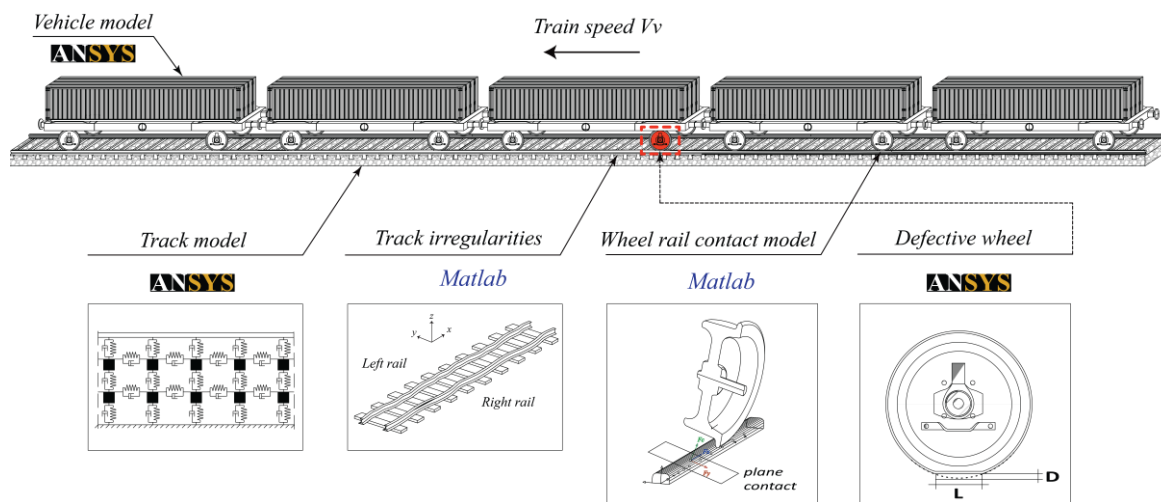 Vehicle model
ANSYS
Train speed Vv
Track model
Track irregularities
Wheel rail contact model
Defective wheel
ANSYS
Matlab
Matlab
ANSYS
z
y
x
Left rail
Right rail
plane
contact
D
L